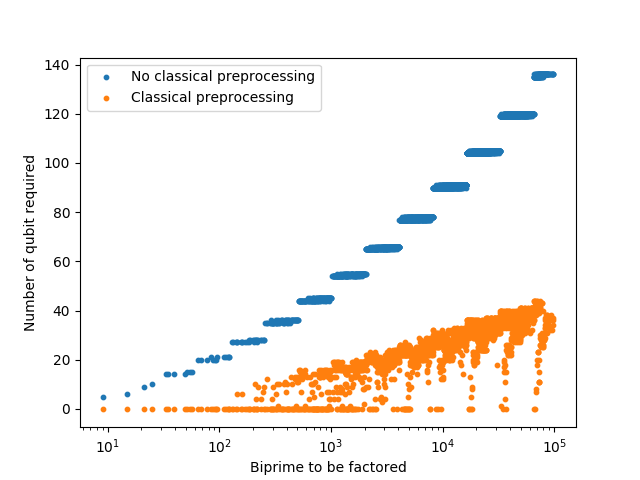 No classical preprocessing
Classical preprocessing
Number of qubit required
140
120
100
80
60
40
20
0
10¹ 10² 10³ 10⁴ 10⁵
Biprime to be factored